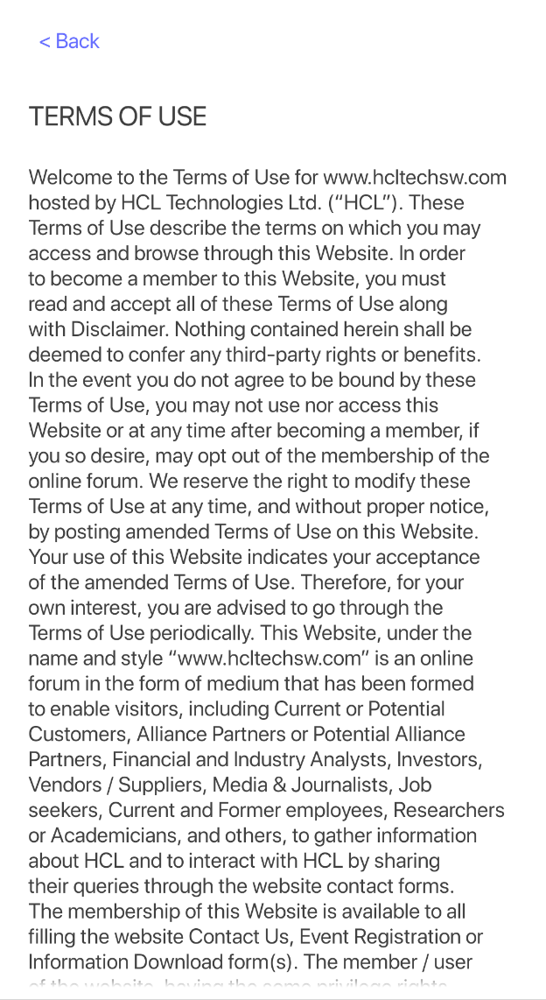 < Back
TERMS OF USE
Welcome to the Terms of Use for www.hcltechsw.com
hosted by HCL Technologies Ltd. (“HCL”). These
Terms of Use describe the terms on which you may
access and browse through this Website. In order
to become a member to this Website, you must
read and accept all of these Terms of Use along
with Disclaimer. Nothing contained herein shall be
deemed to confer any third-party rights or benefits.
In the event you do not agree to be bound by these
Terms of Use, you may not use nor access this
Website or at any time after becoming a member, if
you so desire, may opt out of the membership of the
online forum. We reserve the right to modify these
Terms of Use at any time, and without proper notice,
by posting amended Terms of Use on this Website.
Your use of this Website indicates your acceptance
of the amended Terms of Use. Therefore, for your
own interest, you are advised to go through the
Terms of Use periodically. This Website, under the
name and style “www.hcltechsw.com” is an online
forum in the form of medium that has been formed
to enable visitors, including Current or Potential
Customers, Alliance Partners or Potential Alliance
Partners, Financial and Industry Analysts, Investors,
Vendors / Suppliers, Media & Journalists, Job
seekers, Current and Former employees, Researchers
or Academicians, and others, to gather information
about HCL and to interact with HCL by sharing
their queries through the website contact forms.
The membership of this Website is available to all
filling the website Contact Us, Event Registration or
Information Download form(s). The member / user
of the website, having the same privilege rights